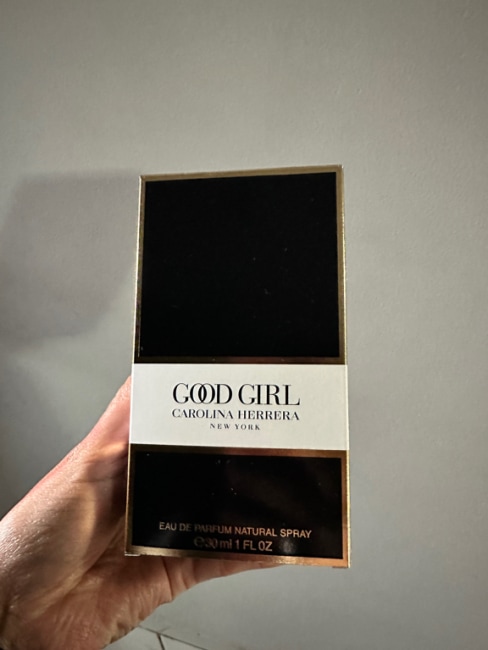 GOOD GIRL
CAROLINA HERRERA
NEW YORK
EAU DE PARFUM NATURAL SPRAY
℮30 ml 1 FL OZ